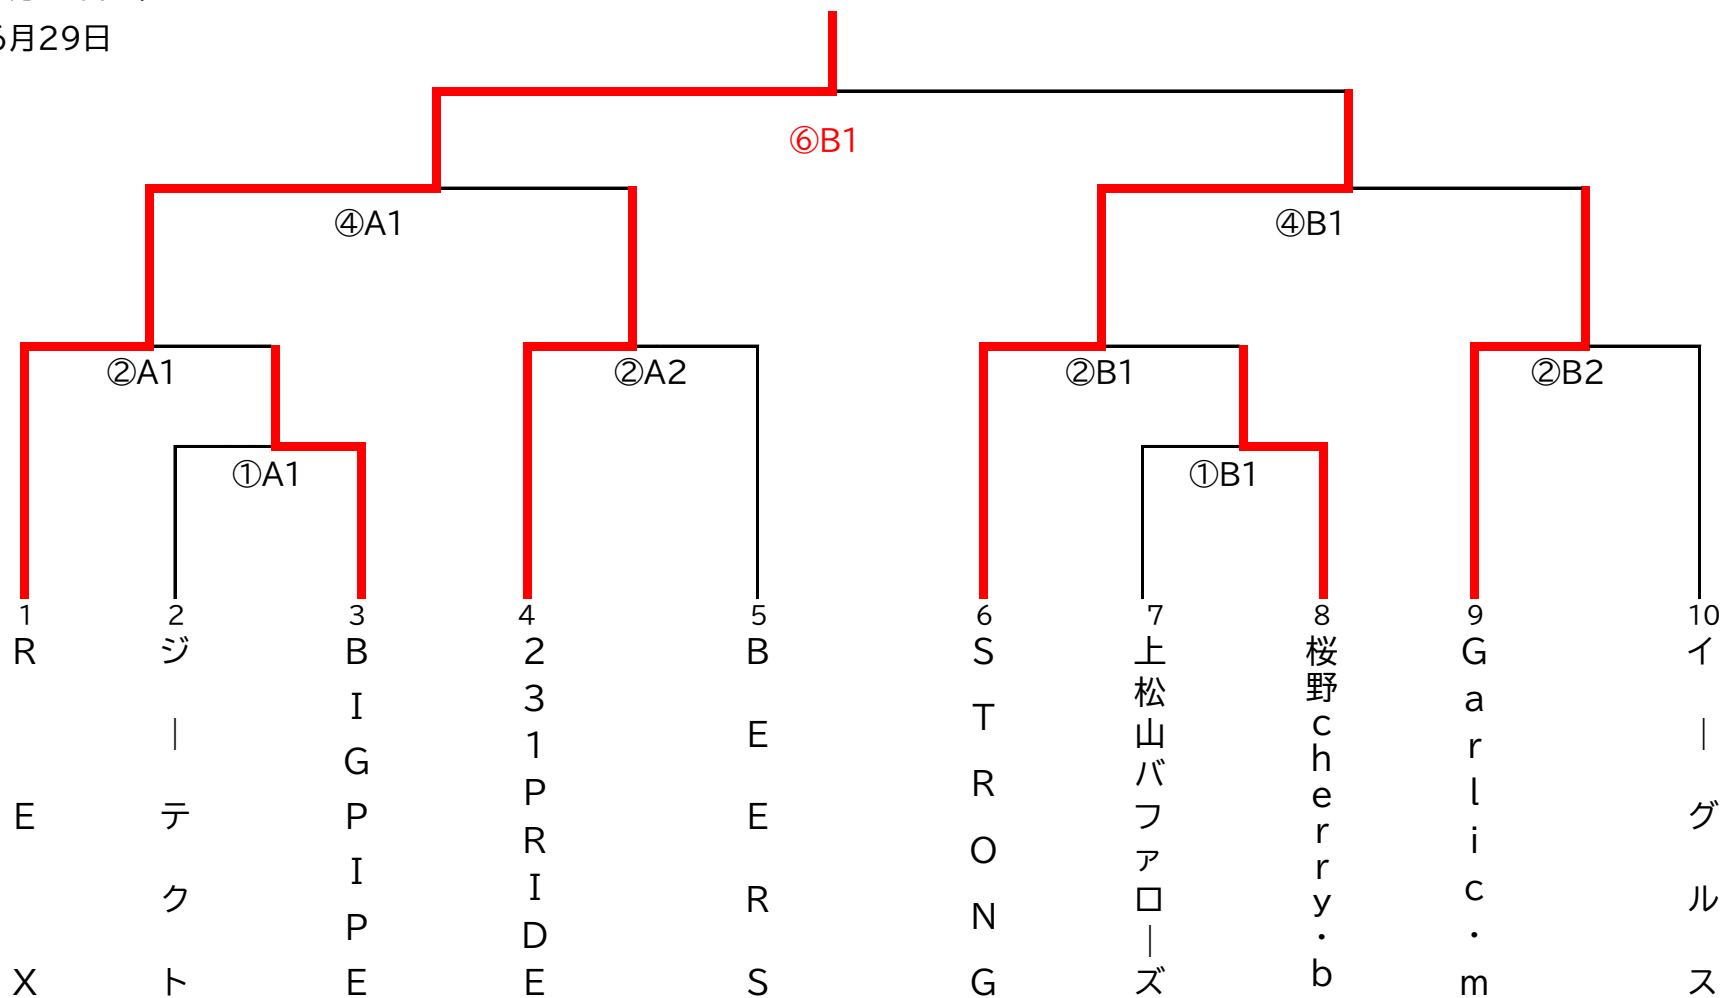 6月29日
⑥B1
④A1
④B1
②A1
②A2
②B1
②B2
①A1
①B1
1
2
3
4
5
6
7
8
9
10
REX
ジーテクト
BIGPIPE
231PRIDE
BEERS
STRONG
上松山バファローズ
桜野cherry・b
Garlic・m
イーグルス